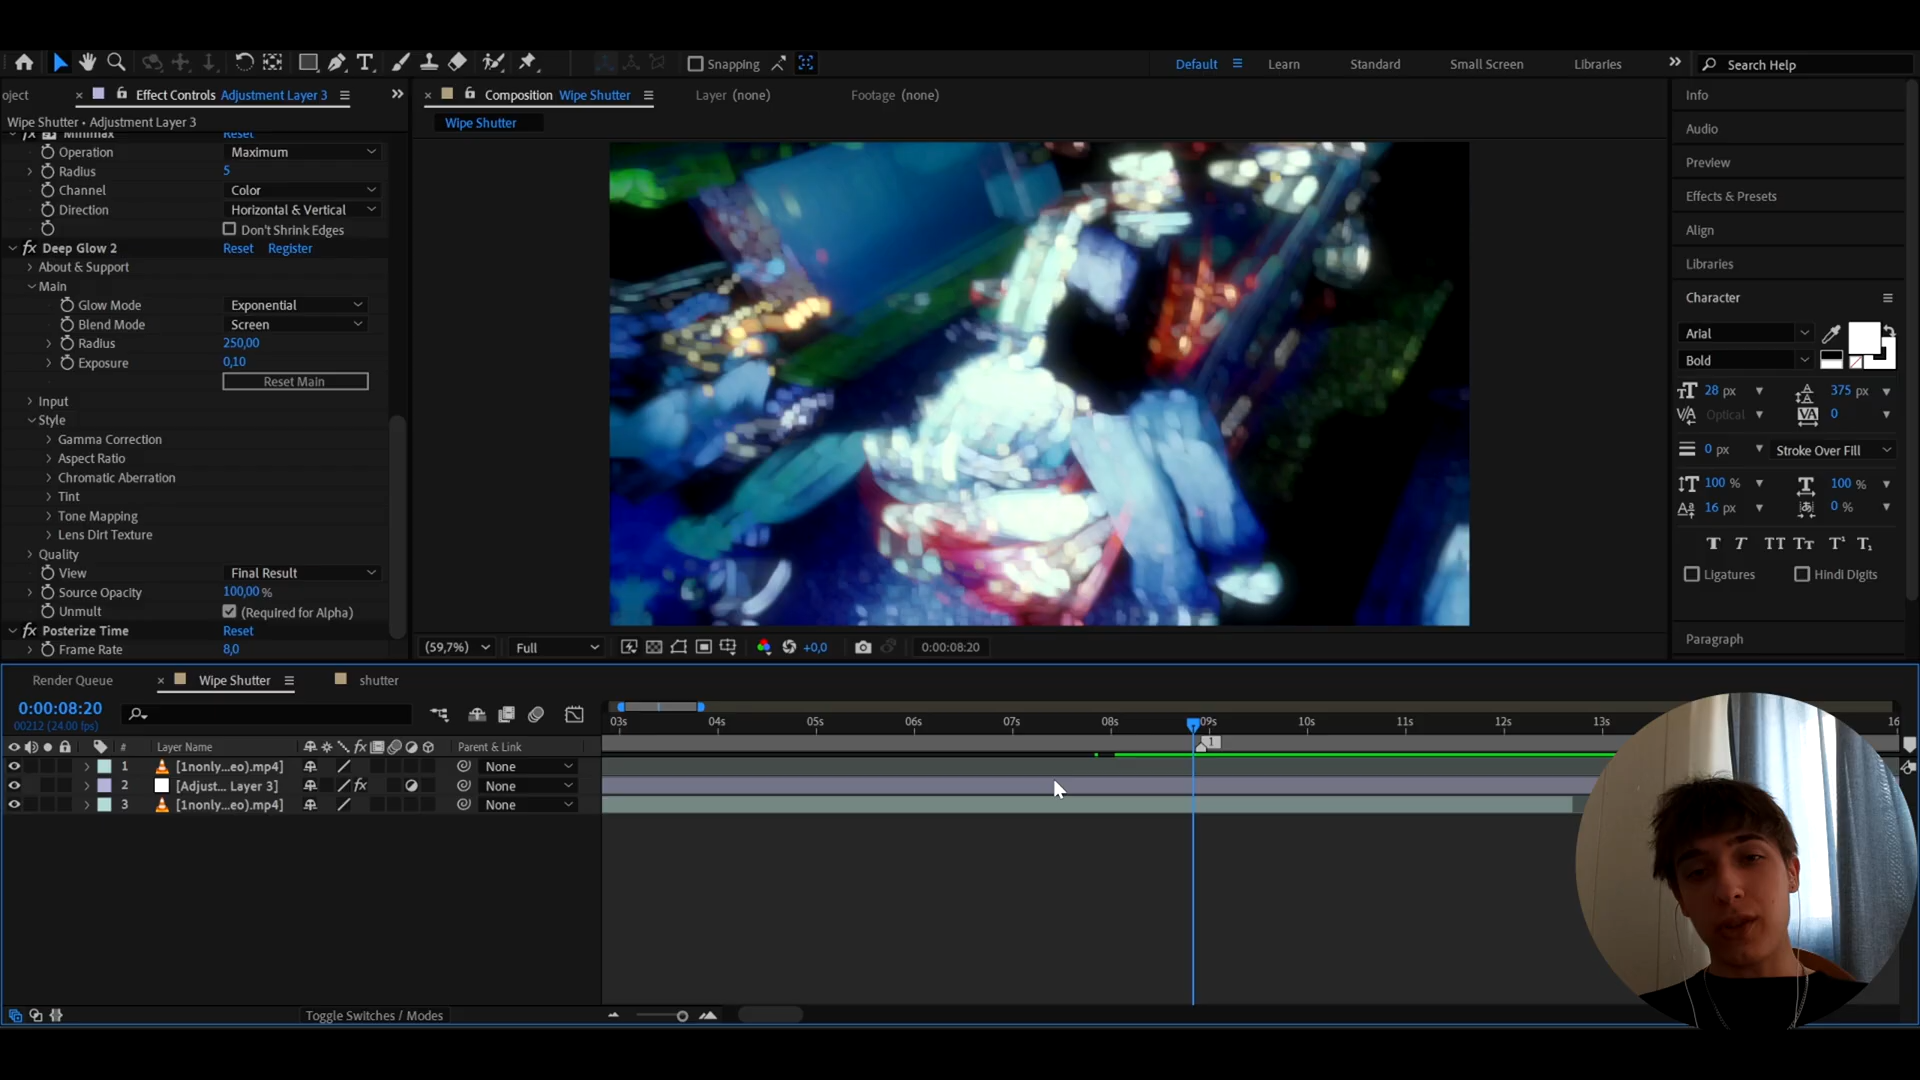 Snapping
Default
Learn
Standard
Small Screen
Libraries
Search Help
oject
Effect Controls Adjustment Layer 3
Composition Wipe Shutter
Layer (none)
Footage (none)
Info
Wipe Shutter • Adjustment Layer 3
Wipe Shutter
Minimax
Reset
Operation
Maximum
Radius
5
Channel
Color
Direction
Horizontal & Vertical
Don't Shrink Edges
fx Deep Glow 2
Reset
Register
About & Support
Main
Glow Mode
Exponential
Blend Mode
Screen
Radius
250,00
Exposure
0,10
Reset Main
Input
Style
Gamma Correction
Aspect Ratio
Chromatic Aberration
Tint
Tone Mapping
Lens Dirt Texture
Quality
View
Final Result
Source Opacity
100,00 %
Unmult
(Required for Alpha)
fx Posterize Time
Reset
Frame Rate
8,0
(59,7%)
Full
+0,0
0:00:08:20
Audio
Preview
Effects & Presets
Align
Libraries
Character
Arial
Bold
28 px
375 px
Optical
0
0 px
Stroke Over Fill
100 %
100 %
16 px
0 %
T T TT Tт T¹ T₁
Ligatures
Hindi Digits
Paragraph
Render Queue
Wipe Shutter
shutter
0:00:08:20
00212 (24.00 fps)
03s
04s
05s
06s
07s
08s
09s
10s
11s
12s
13s
16
1
#
Layer Name
fx
Parent & Link
1
[1nonly...eo).mp4]
None
2
[Adjust... Layer 3]
fx
None
3
[1nonly...eo).mp4]
None
Toggle Switches / Modes